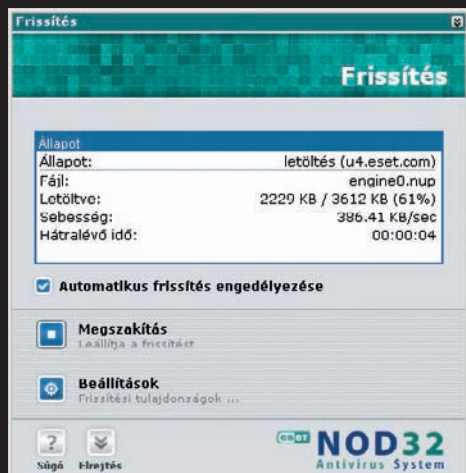 Frissítés
Frissítés
Állapot
Állapot: letöltés (u4.eset.com)
Fájl: engine0.nup
Letöltve: 2229 KB / 3612 KB (61%)
Sebesség: 386.41 KB/sec
Hátralévő idő: 00:00:04
Automatikus frissítés engedélyezése
Megszakítás
Leállítja a frissítést
Beállítások
Frissítési tulajdonságok ...
?
Súgó Elrejtés
eset NOD32
Antivirus System